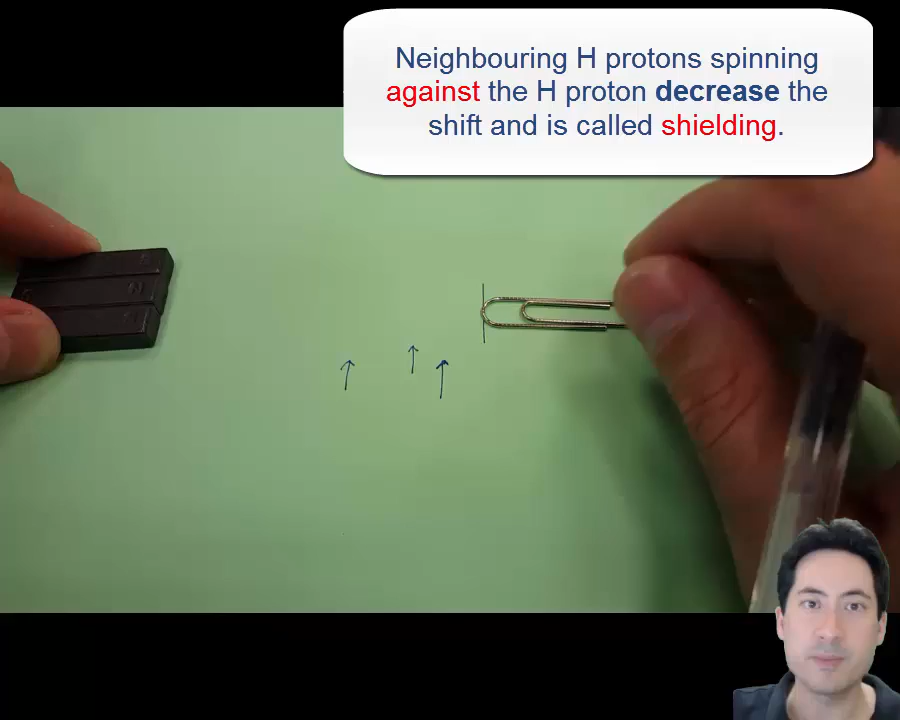 Neighbouring H protons spinning
against the H proton decrease the
shift and is called shielding.